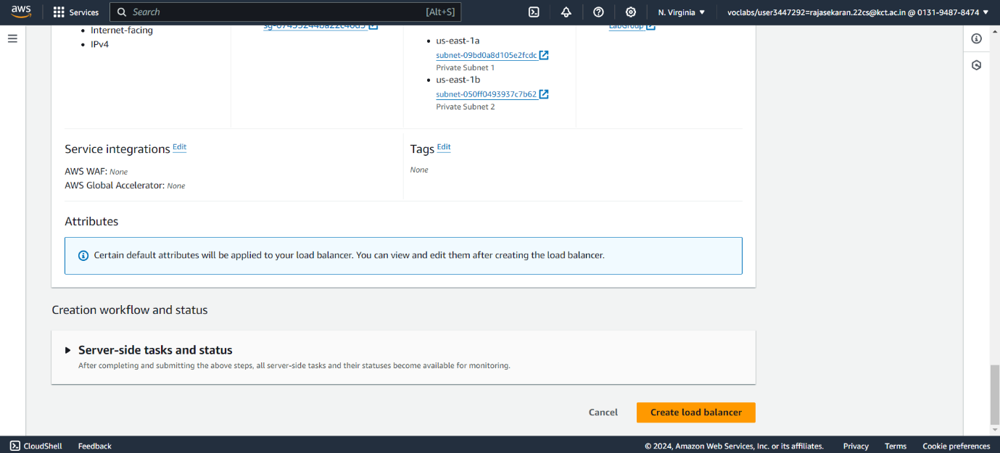 aws
Services
Search
[Alt+S]
N. Virginia
voclabs/user3447292=rajasekaran.22cs@kct.ac.in @ 0131-9487-8474
Internet-facing
IPv4
LabGroup
us-east-1a
subnet-09bd0a8d105e2fcdc
Private Subnet 1
us-east-1b
subnet-050ff0493937c7b62
Private Subnet 2
Service integrations Edit
AWS WAF: None
AWS Global Accelerator: None
Tags Edit
None
Attributes
Certain default attributes will be applied to your load balancer. You can view and edit them after creating the load balancer.
Creation workflow and status
Server-side tasks and status
After completing and submitting the above steps, all server-side tasks and their statuses become available for monitoring.
Cancel
Create load balancer
CloudShell
Feedback
© 2024, Amazon Web Services, Inc. or its affiliates.
Privacy
Terms
Cookie preferences